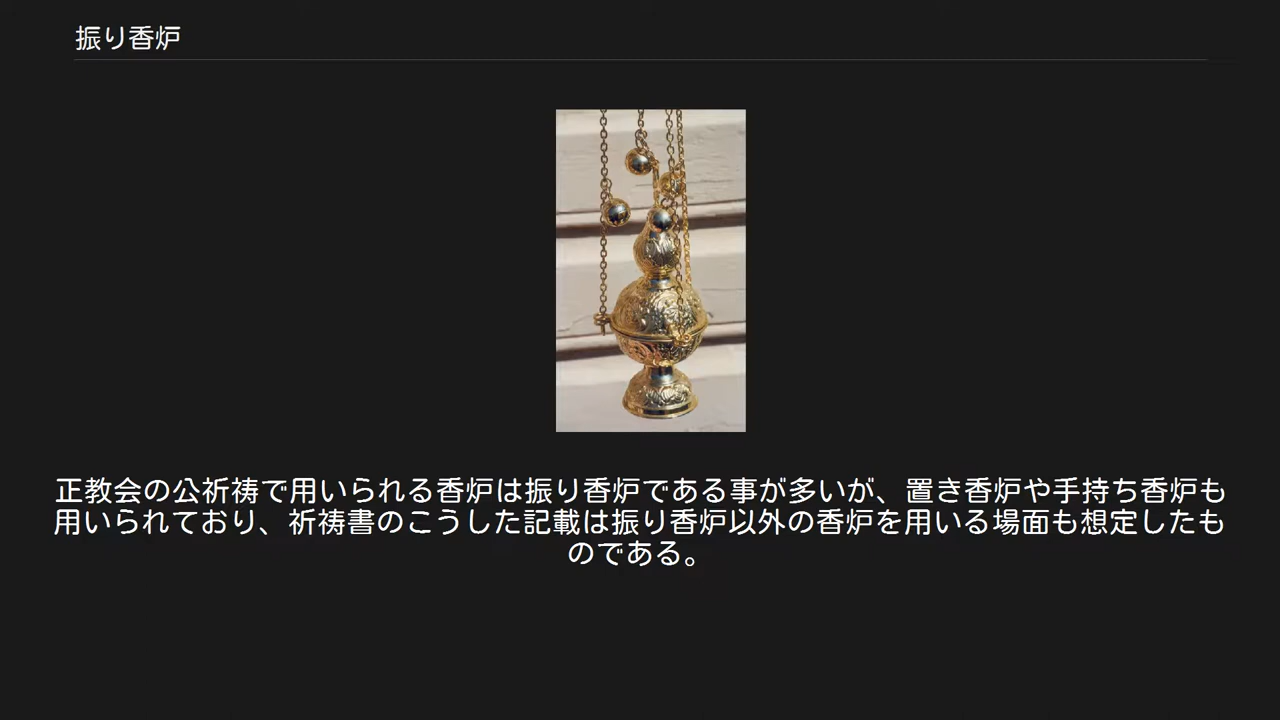 振り香炉
正教会の公祈祷で用いられる香炉は振り香炉である事が多いが、置き香炉や手持ち香炉も
用いられており、祈祷書のこうした記載は振り香炉以外の香炉を用いる場面も想定したも
のである。